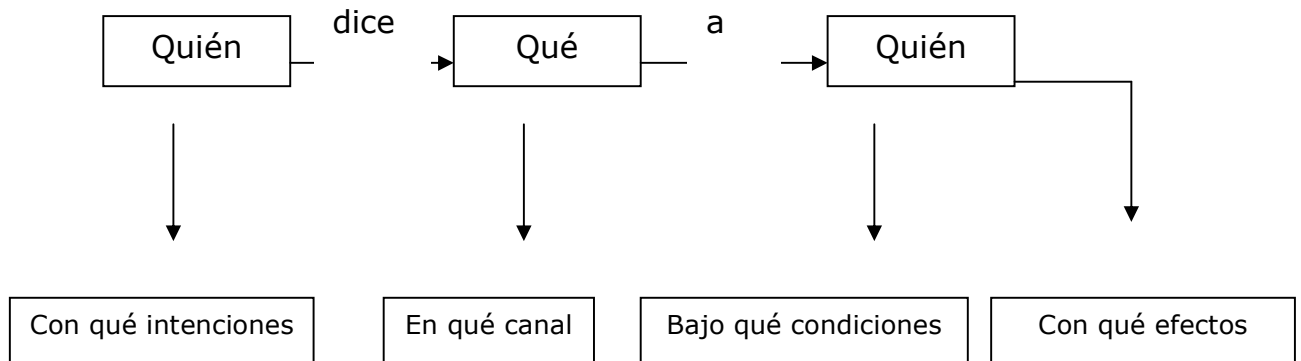 Quién dice Qué a Quién
Con qué intenciones En qué canal Bajo qué condiciones Con qué efectos